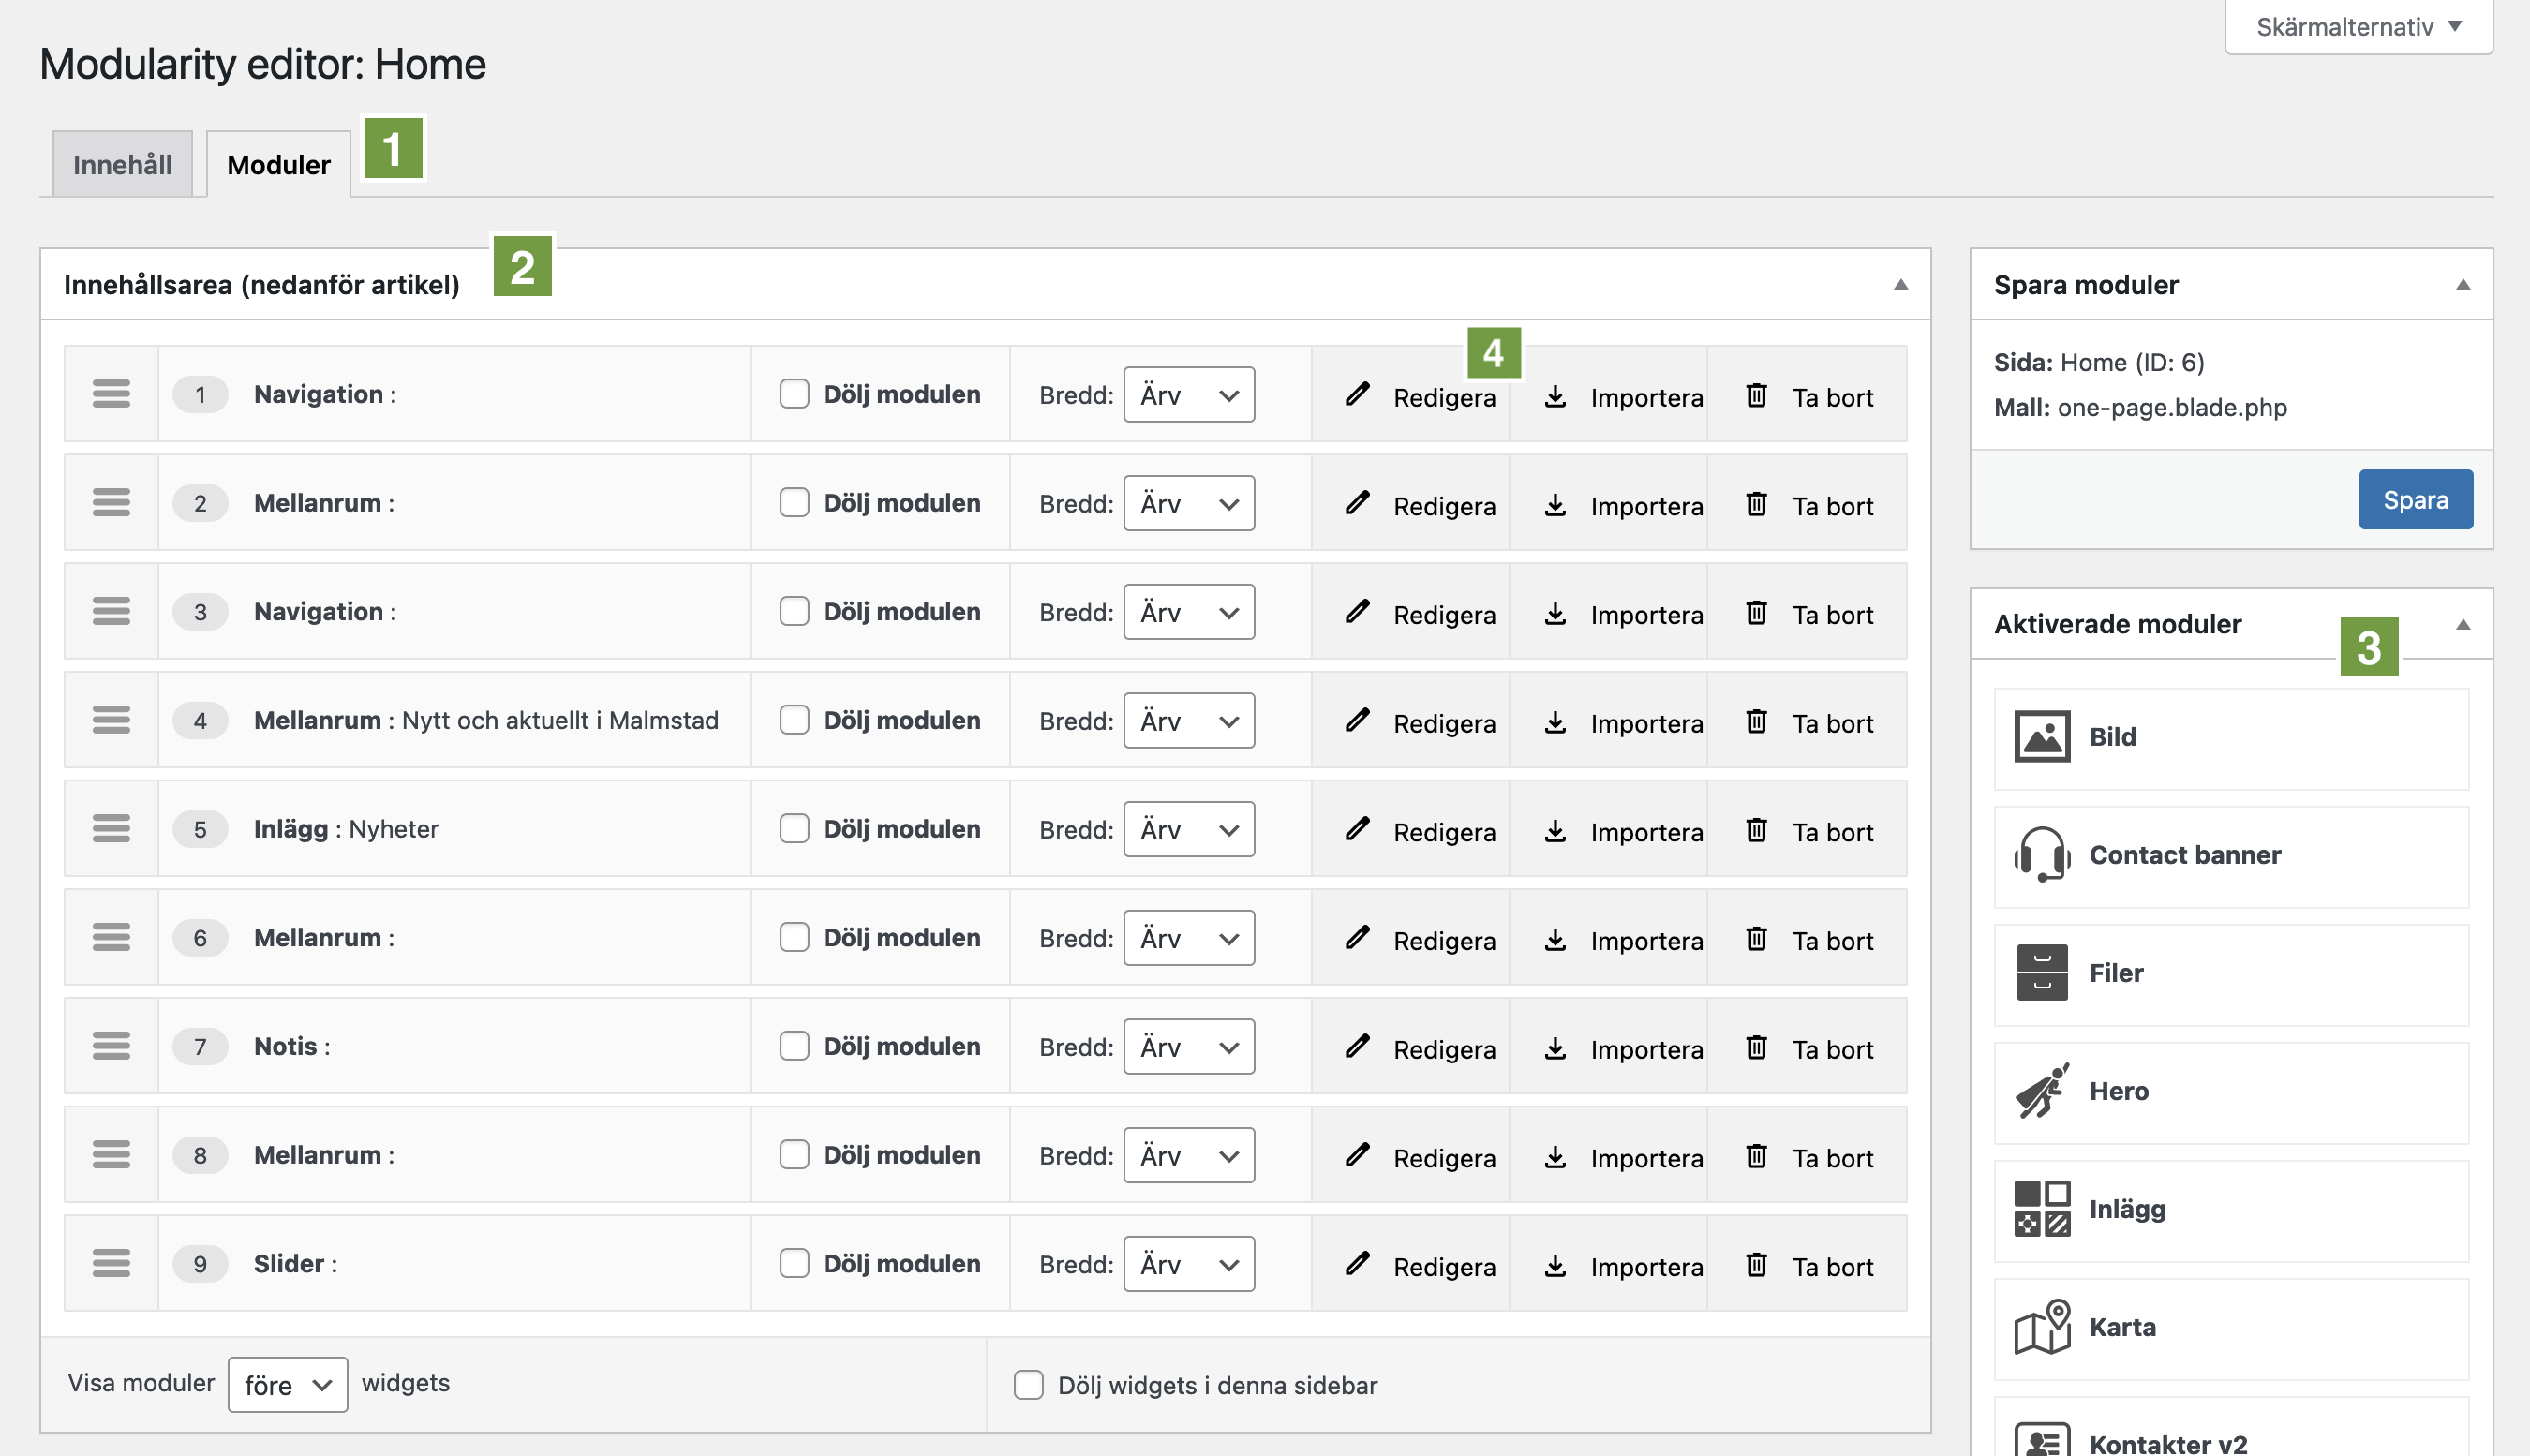 Skärmalternativ
Modularity editor: Home
Innehåll
Moduler
1
Innehållsarea (nedanför artikel)
2
4
1 Navigation : Dölj modulen Bredd: Ärv Redigera Importera Ta bort
2 Mellanrum : Dölj modulen Bredd: Ärv Redigera Importera Ta bort
3 Navigation : Dölj modulen Bredd: Ärv Redigera Importera Ta bort
4 Mellanrum : Nytt och aktuellt i Malmstad Dölj modulen Bredd: Ärv Redigera Importera Ta bort
5 Inlägg : Nyheter Dölj modulen Bredd: Ärv Redigera Importera Ta bort
6 Mellanrum : Dölj modulen Bredd: Ärv Redigera Importera Ta bort
7 Notis : Dölj modulen Bredd: Ärv Redigera Importera Ta bort
8 Mellanrum : Dölj modulen Bredd: Ärv Redigera Importera Ta bort
9 Slider : Dölj modulen Bredd: Ärv Redigera Importera Ta bort
Visa moduler före widgets
Dölj widgets i denna sidebar
Spara moduler
Sida: Home (ID: 6)
Mall: one-page.blade.php
Spara
Aktiverade moduler
3
Bild
Contact banner
Filer
Hero
Inlägg
Karta
Kontakter v2